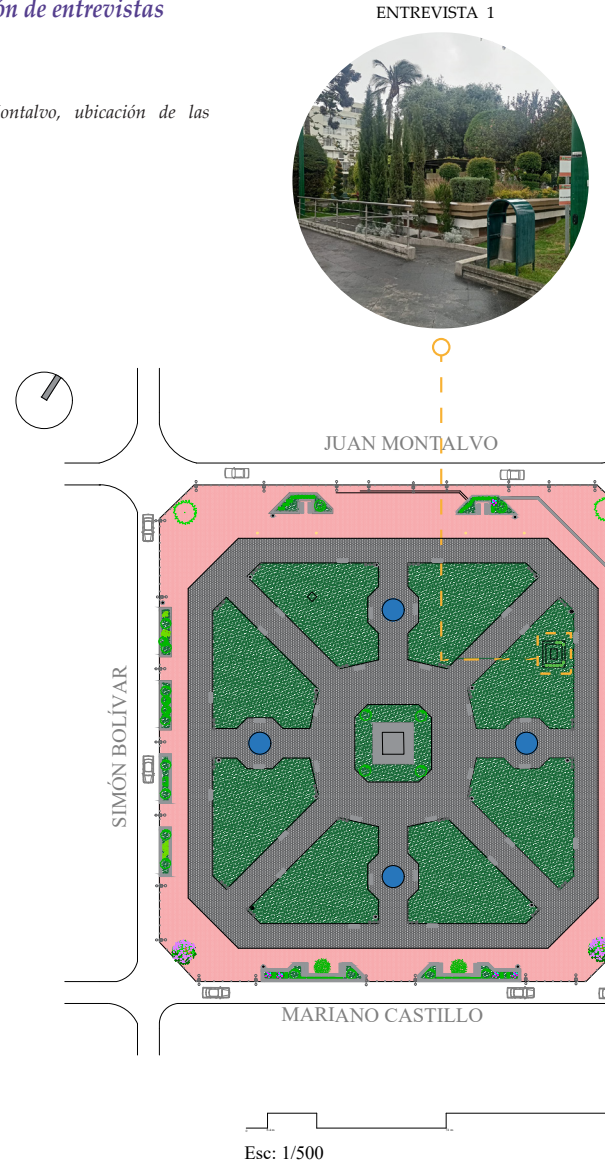 ón de entrevistas
ENTREVISTA 1
ontalvo, ubicación de las
JUAN MONTALVO
SIMÓN BOLÍVAR
MARIANO CASTILLO
Esc: 1/500